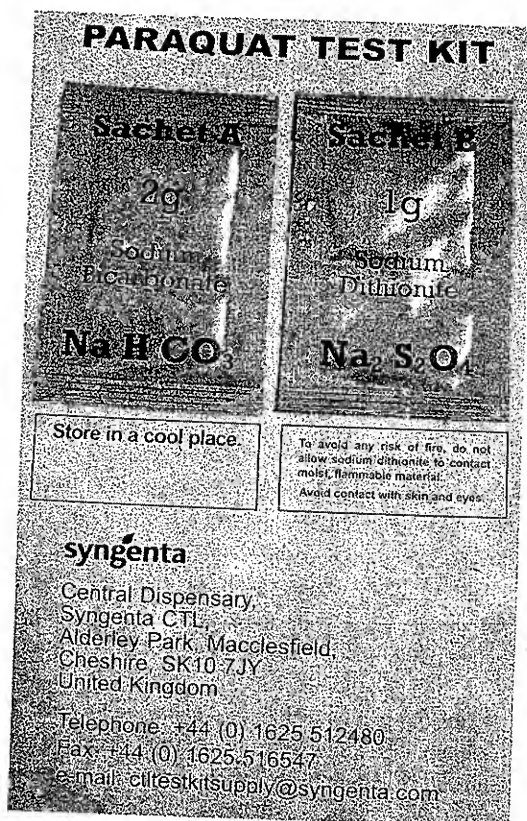 PARAQUAT TEST KIT
Sachet A
2g
Sodium
Bicarbonate
Na H CO₃
Sachet B
1g
Sodium
Dithionite
Na₂ S₂O₄
Store in a cool place.
To avoid any risk of fire, do not
allow sodium dithionite to contact
moist, flammable material.
Avoid contact with skin and eyes.
syngenta
Central Dispensary,
Syngenta CTL,
Alderley Park, Macclesfield,
Cheshire, SK10 7JY
United Kingdom
Telephone: +44 (0) 1625 512480
Fax: +44 (0) 1625-516547
e-mail: ctltestkitsupply@syngenta.com